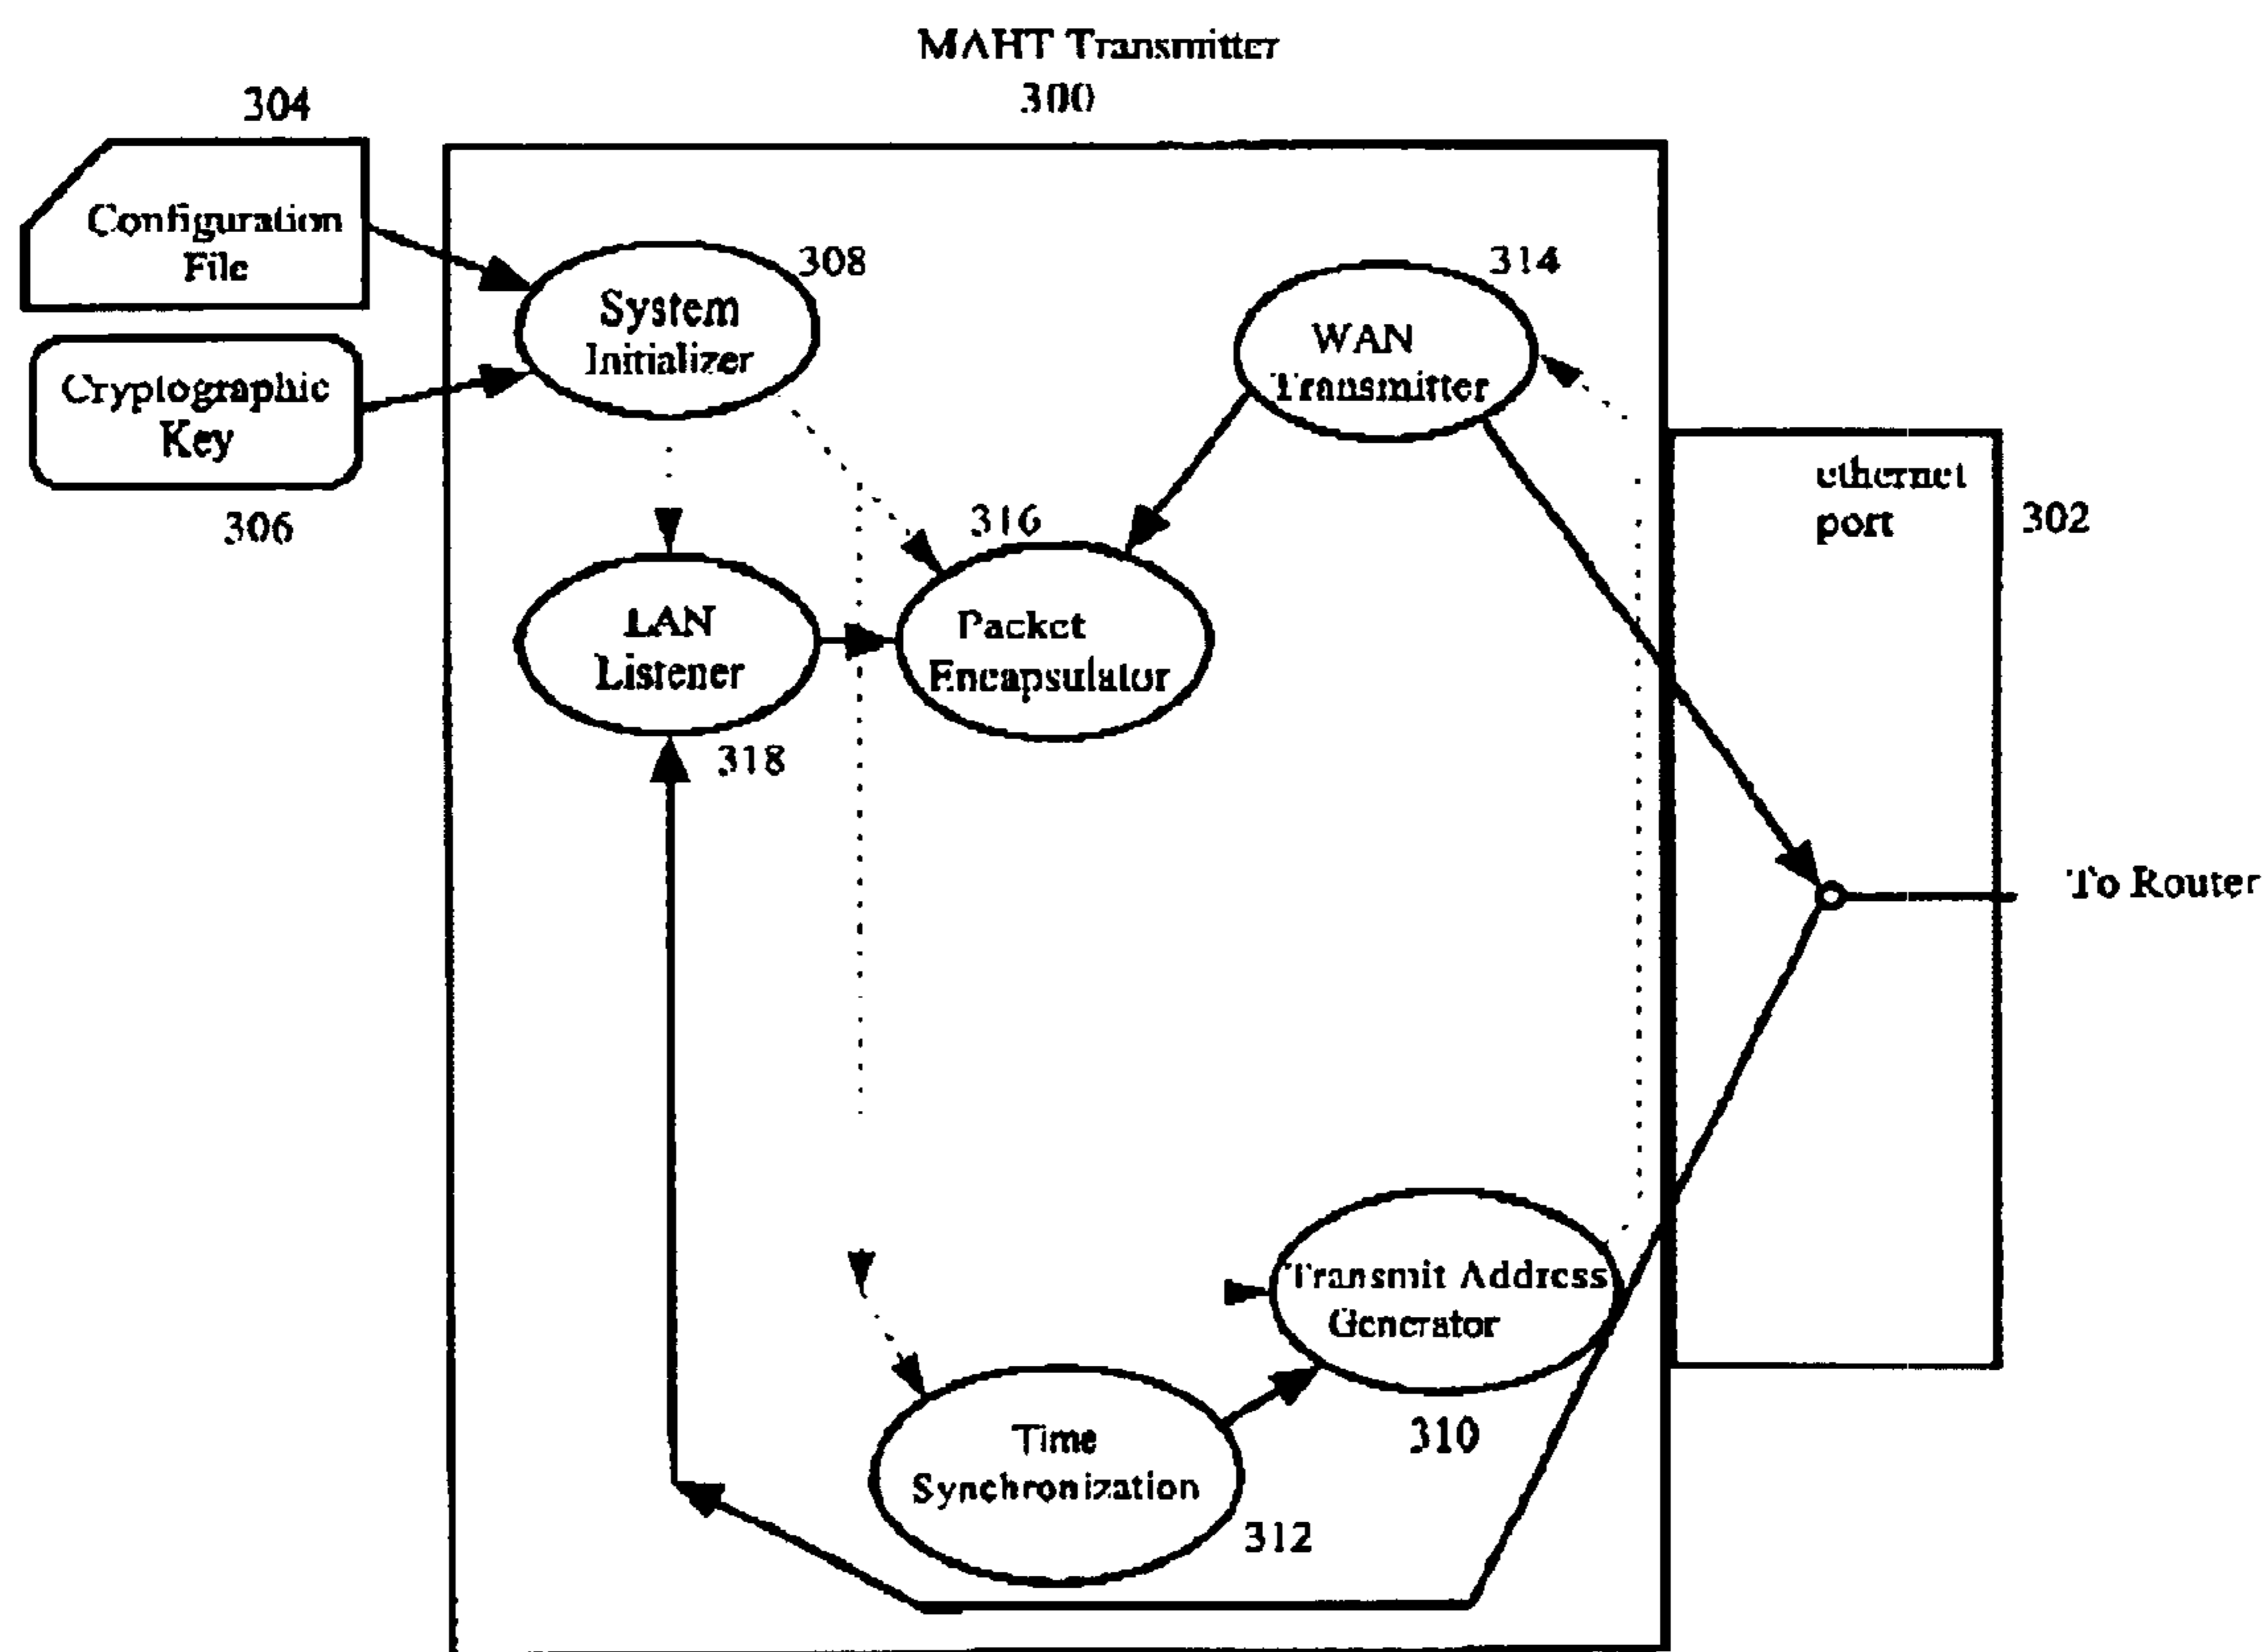 MAHT Transmitter
300
304
Configuration
File
Cryptographic
Key
306
308
System
Initializer
314
WAN
Transmitter
ethernet
port
302
316
Packet
Encapsulator
LAN
Listener
318
To Router
Transmit Address
Generator
310
Time
Synchronization
312